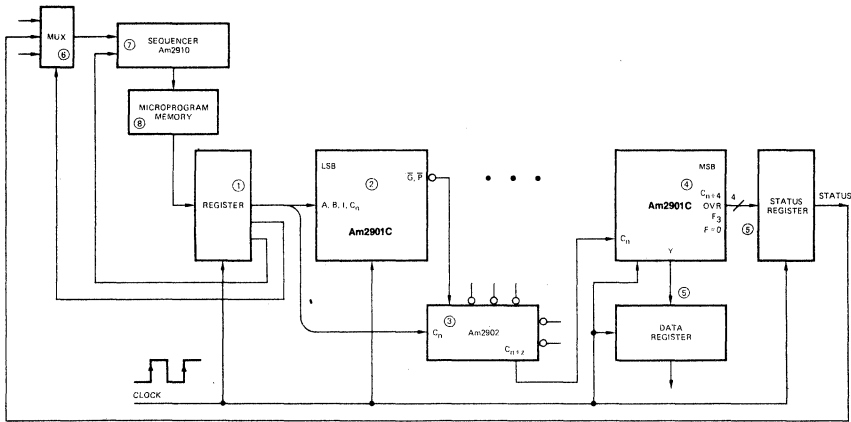 MUX
⑥
⑦
SEQUENCER
Am2910
MICROPROGRAM
MEMORY
⑧
①
REGISTER
LSB
②
G̅, P̅
A, B, I, Cn
Am2901C
• • •
MSB
④
Am2901C
Cn+4
OVR
F3
F=0
Cn
Y
4
⑤
STATUS
REGISTER
STATUS
⑤
DATA
REGISTER
③
Am2902
Cn
Cn+z
CLOCK